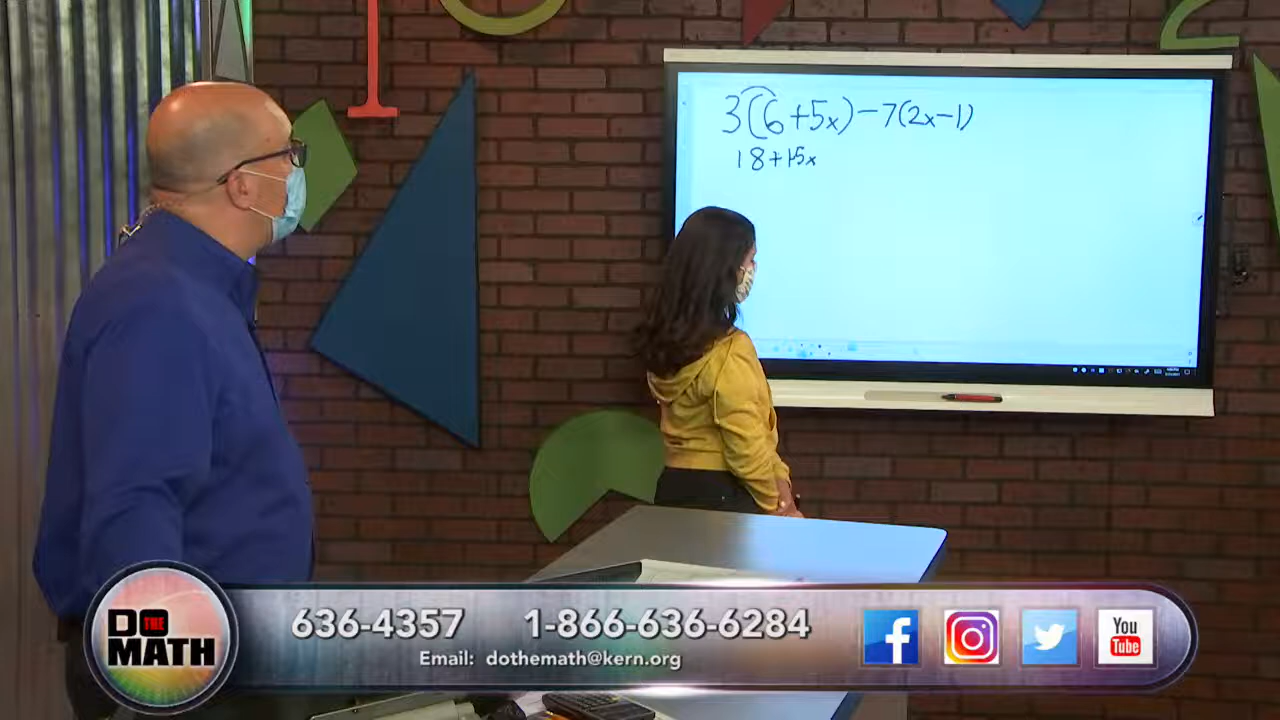 3(6+5x)-7(2x-1)
18+15x
DO THE MATH
636-4357 1-866-636-6284
Email: dothemath@kern.org
You Tube